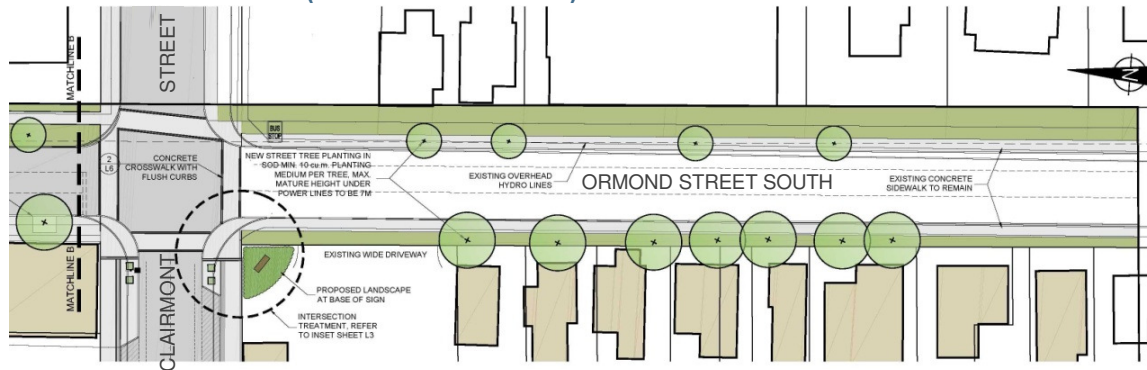 MATCHLINE B
STREET
N
BUS
STOP
2
L6
CONCRETE
CROSSWALK WITH
FLUSH CURBS
NEW STREET TREE PLANTING IN
SOD MIN. 10 cu m. PLANTING
MEDIUM PER TREE, MAX.
MATURE HEIGHT UNDER
POWER LINES TO BE 7M
EXISTING OVERHEAD
HYDRO LINES
ORMOND STREET SOUTH
EXISTING CONCRETE
SIDEWALK TO REMAIN
MATCHLINE B
CLAIRMONT
EXISTING WIDE DRIVEWAY
PROPOSED LANDSCAPE
AT BASE OF SIGN
INTERSECTION
TREATMENT, REFER
TO INSET SHEET L3